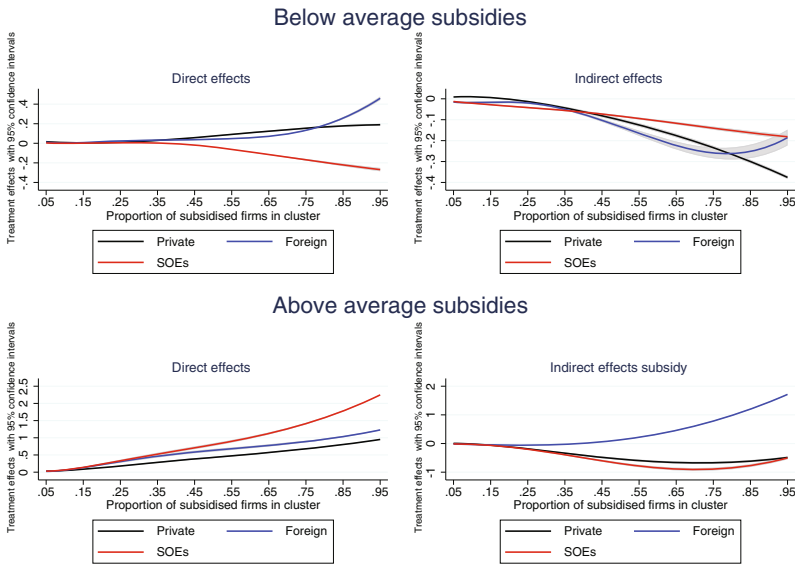 Below average subsidies
Direct effects
Treatment effects with 95% confidence intervals
.4
.2
0
-.2
-.4
.05 .15 .25 .35 .45 .55 .65 .75 .85 .95
Proportion of subsidised firms in cluster
Private Foreign
SOEs
Indirect effects
Treatment effects with 95% confidence intervals
0
-.1
-.2
-.3
-.4
.05 .15 .25 .35 .45 .55 .65 .75 .85 .95
Proportion of subsidised firms in cluster
Private Foreign
SOEs
Above average subsidies
Direct effects
Treatment effects with 95% confidence intervals
2.5
2
1.5
1
.5
0
.05 .15 .25 .35 .45 .55 .65 .75 .85 .95
Proportion of subsidised firms in cluster
Private Foreign
SOEs
Indirect effects subsidy
Treatment effects with 95% confidence intervals
2
1
0
-1
.05 .15 .25 .35 .45 .55 .65 .75 .85 .95
Proportion of subsidised firms in cluster
Private Foreign
SOEs